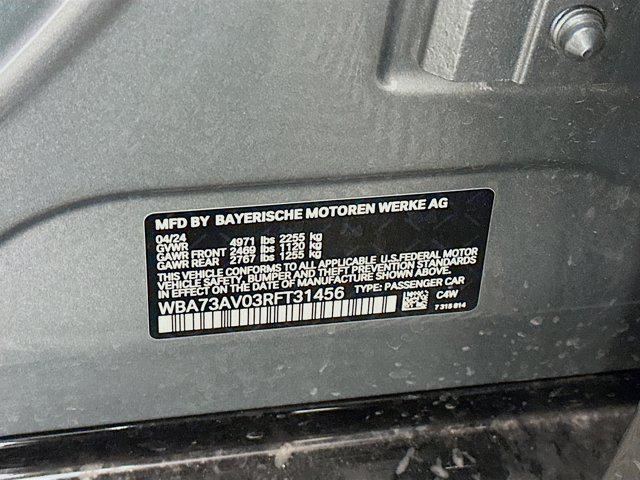 MFD BY BAYERISCHE MOTOREN WERKE AG
04/24
GVWR 4971 lbs 2255 kg
GAWR FRONT 2469 lbs 1120 kg
GAWR REAR 2767 lbs 1255 kg
THIS VEHICLE CONFORMS TO ALL APPLICABLE U.S.FEDERAL MOTOR
VEHICLE SAFETY, BUMPER AND THEFT PREVENTION STANDARDS
IN EFFECT ON THE DATE OF MANUFACTURE SHOWN ABOVE.
WBA73AV03RFT31456 TYPE: PASSENGER CAR
C4W
7 315 814